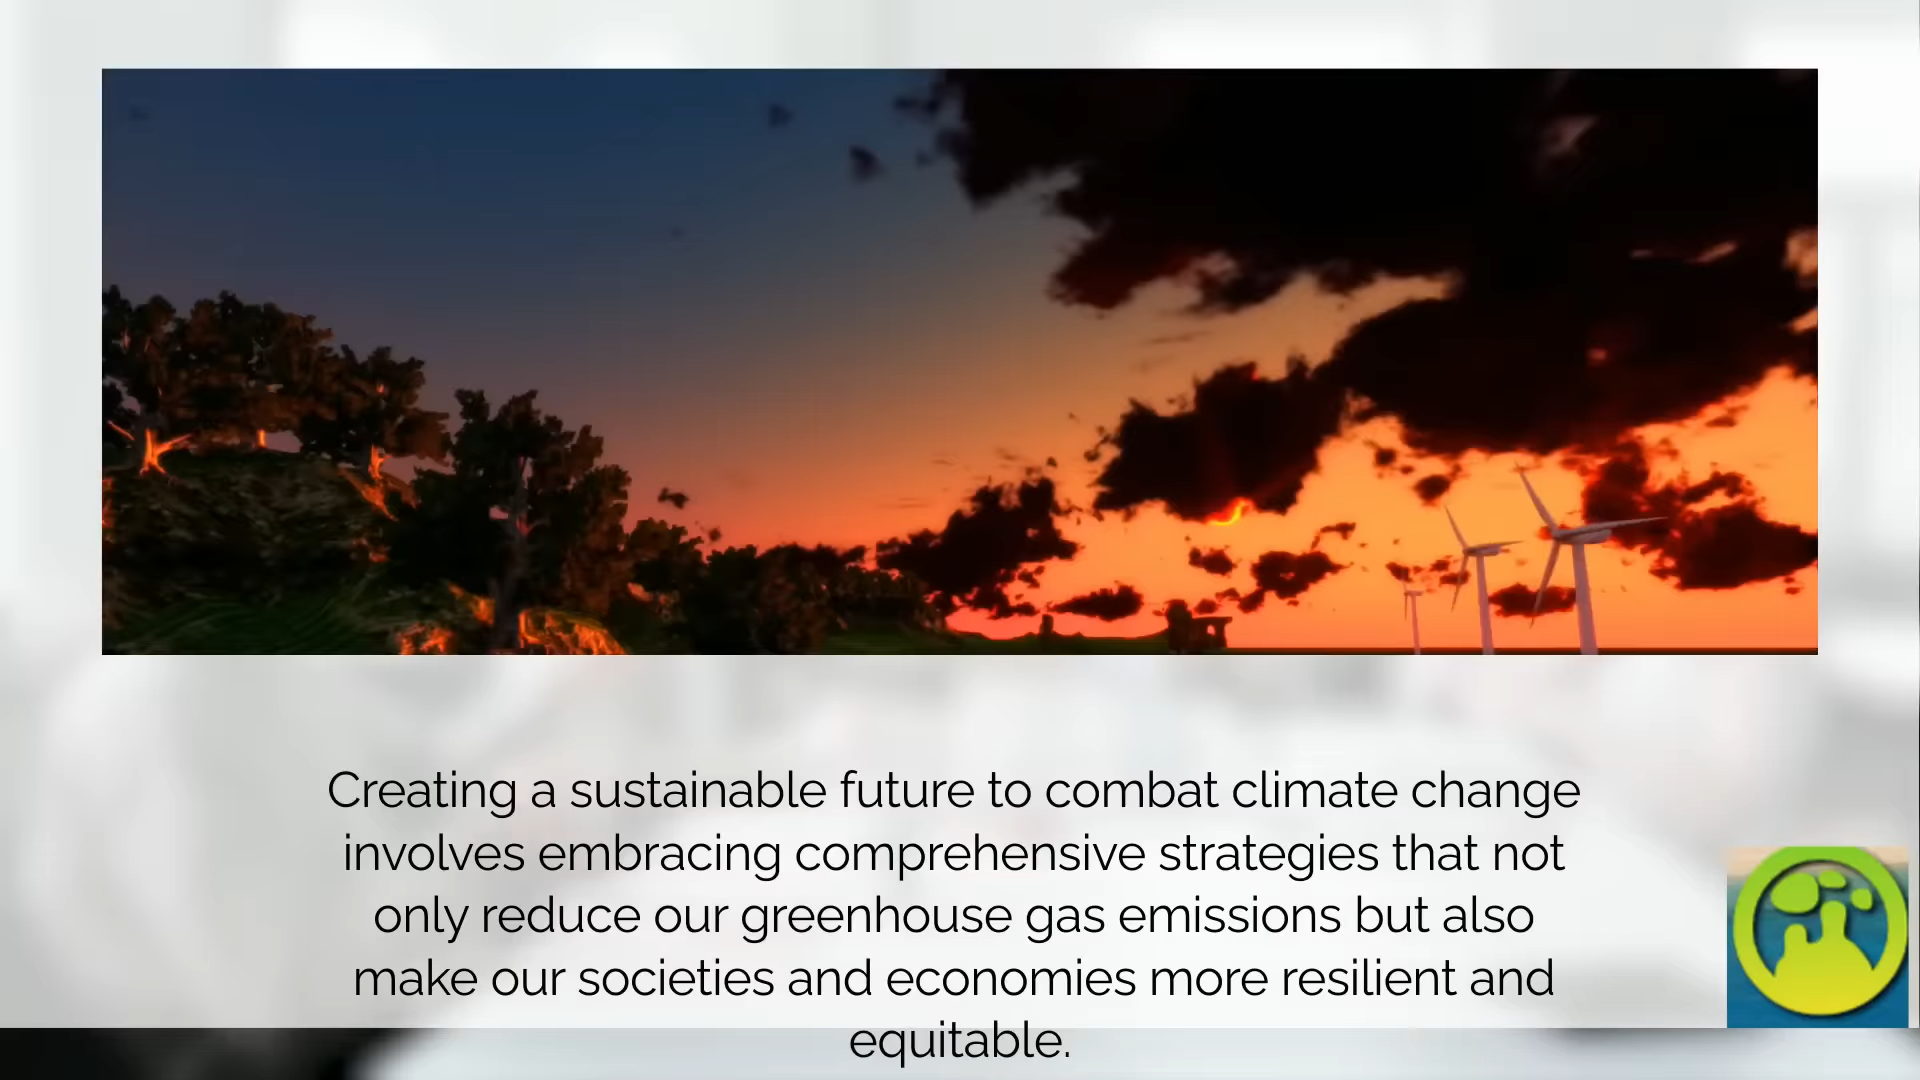 Creating a sustainable future to combat climate change
involves embracing comprehensive strategies that not
only reduce our greenhouse gas emissions but also
make our societies and economies more resilient and
equitable.